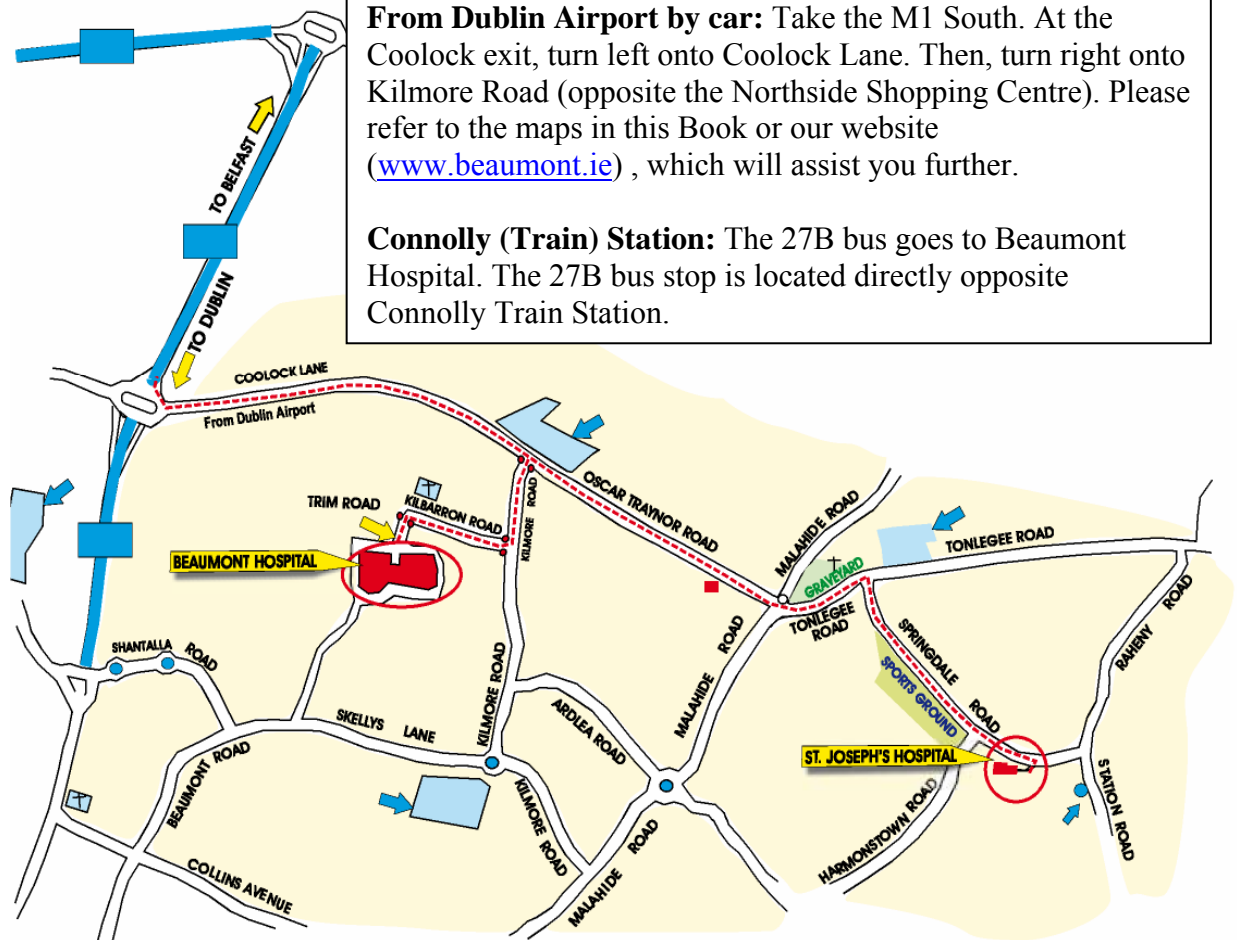 From Dublin Airport by car: Take the M1 South. At the
Coolock exit, turn left onto Coolock Lane. Then, turn right onto
Kilmore Road (opposite the Northside Shopping Centre). Please
refer to the maps in this Book or our website
(www.beaumont.ie) , which will assist you further.
Connolly (Train) Station: The 27B bus goes to Beaumont
Hospital. The 27B bus stop is located directly opposite
Connolly Train Station.
TO BELFAST
TO DUBLIN
COOLOCK LANE
From Dublin Airport
OSCAR TRAYNOR ROAD
MALAHIDE ROAD
TRIM ROAD
KILBARRON ROAD
KILMORE ROAD
BEAUMONT HOSPITAL
GRAVEYARD
TONLEGEE ROAD
TONLEGEE
ROAD
SHANTALLA ROAD
SKELLYS LANE
KILMORE ROAD
ARDLEA ROAD
MALAHIDE ROAD
SPRINGDALE ROAD
SPORTS GROUND
RAHENY ROAD
ST. JOSEPH'S HOSPITAL
BEAUMONT ROAD
KILMORE ROAD
MALAHIDE ROAD
HARMONSTOWN ROAD
STATION ROAD
COLLINS AVENUE